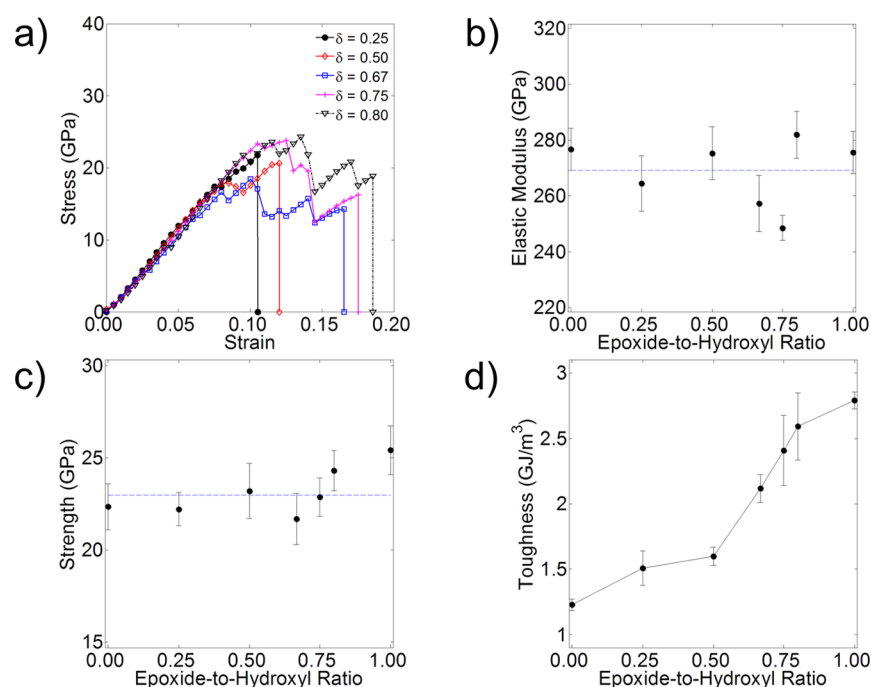 a)
40
30
20
10
0
Stress (GPa)
δ = 0.25
δ = 0.50
δ = 0.67
δ = 0.75
δ = 0.80
0.00 0.05 0.10 0.15 0.20
Strain
b)
320
300
280
260
240
220
Elastic Modulus (GPa)
0.00 0.25 0.50 0.75 1.00
Epoxide-to-Hydroxyl Ratio
c)
30
25
20
15
Strength (GPa)
0.00 0.25 0.50 0.75 1.00
Epoxide-to-Hydroxyl Ratio
d)
3
2.5
2
1.5
1
Toughness (GJ/m³)
0.00 0.25 0.50 0.75 1.00
Epoxide-to-Hydroxyl Ratio